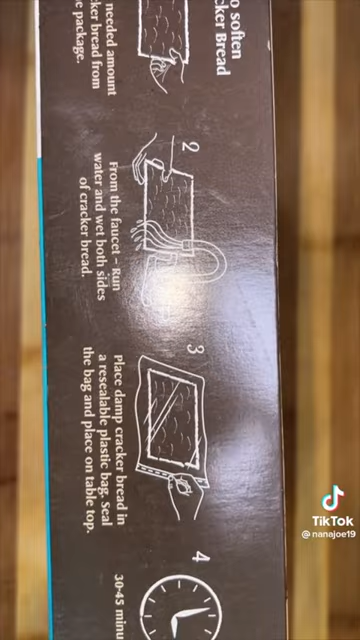 o soften
cker Bread
needed amount
ker bread from
e package.
2
From the faucet - Run
water and wet both sides
of cracker bread.
3
Place damp cracker bread in
a resealable plastic bag. Seal
the bag and place on table top.
4
30-45 minu
TikTok
@nanajoe19